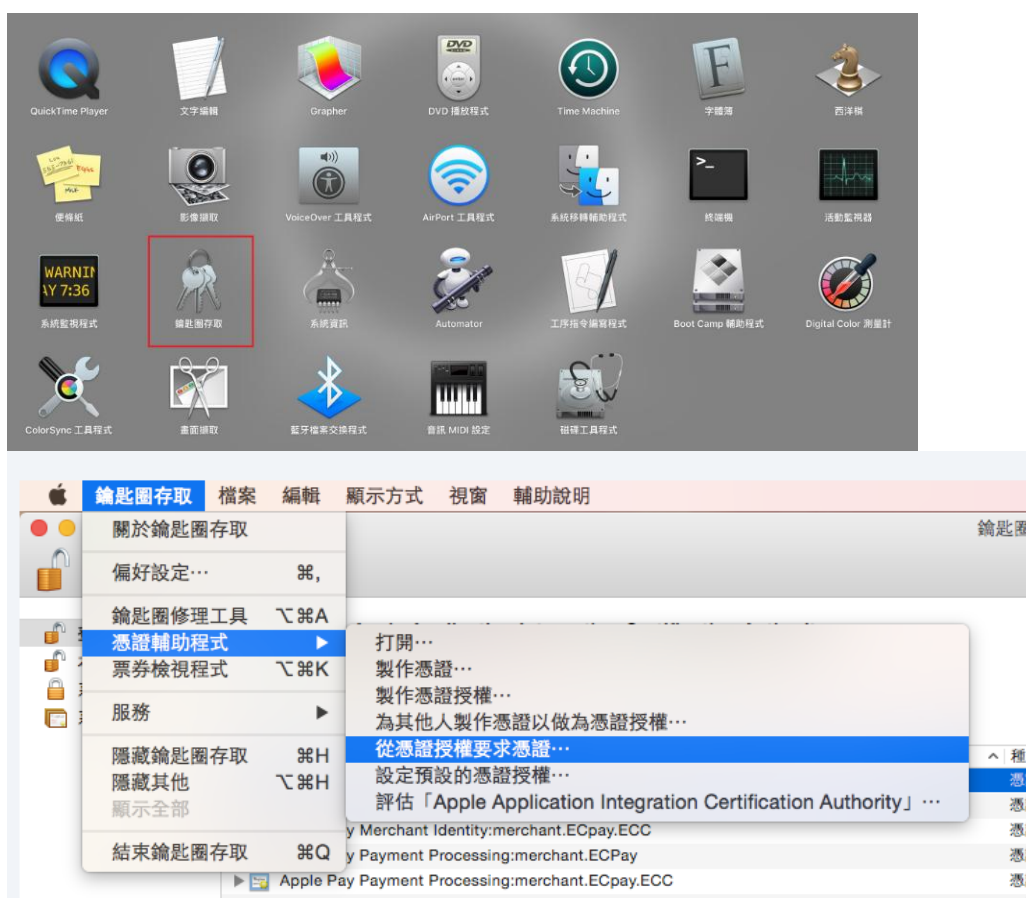 QuickTime Player
文字編輯
Grapher
DVD 播放程式
Time Machine
字體簿
西洋棋
便條紙
影像擷取
VoiceOver 工具程式
AirPort 工具程式
系統移轉輔助程式
終端機
活動監視器
WARNIN
AY 7:36
系統監視程式
鑰匙圈存取
系統資訊
Automator
工序指令編寫程式
Boot Camp 輔助程式
Digital Color 測量計
ColorSync 工具程式
畫面擷取
藍牙檔案交換程式
音訊 MIDI 設定
磁碟工具程式
鑰匙圈存取 檔案 編輯 顯示方式 視窗 輔助說明
鑰匙圈
關於鑰匙圈存取
偏好設定⋯ ⌘,
鑰匙圈修理工具 ⌥⌘A
憑證輔助程式 ▶
票券檢視程式 ⌥⌘K
服務 ▶
隱藏鑰匙圈存取 ⌘H
隱藏其他 ⌥⌘H
顯示全部
結束鑰匙圈存取 ⌘Q
打開⋯
製作憑證⋯
製作憑證授權⋯
為其他人製作憑證以做為憑證授權⋯
從憑證授權要求憑證⋯
設定預設的憑證授權⋯
評估「Apple Application Integration Certification Authority」⋯
種
憑
憑
y Merchant Identity:merchant.ECpay.ECC 憑
y Payment Processing:merchant.ECPay 憑
Apple Pay Payment Processing:merchant.ECpay.ECC 憑